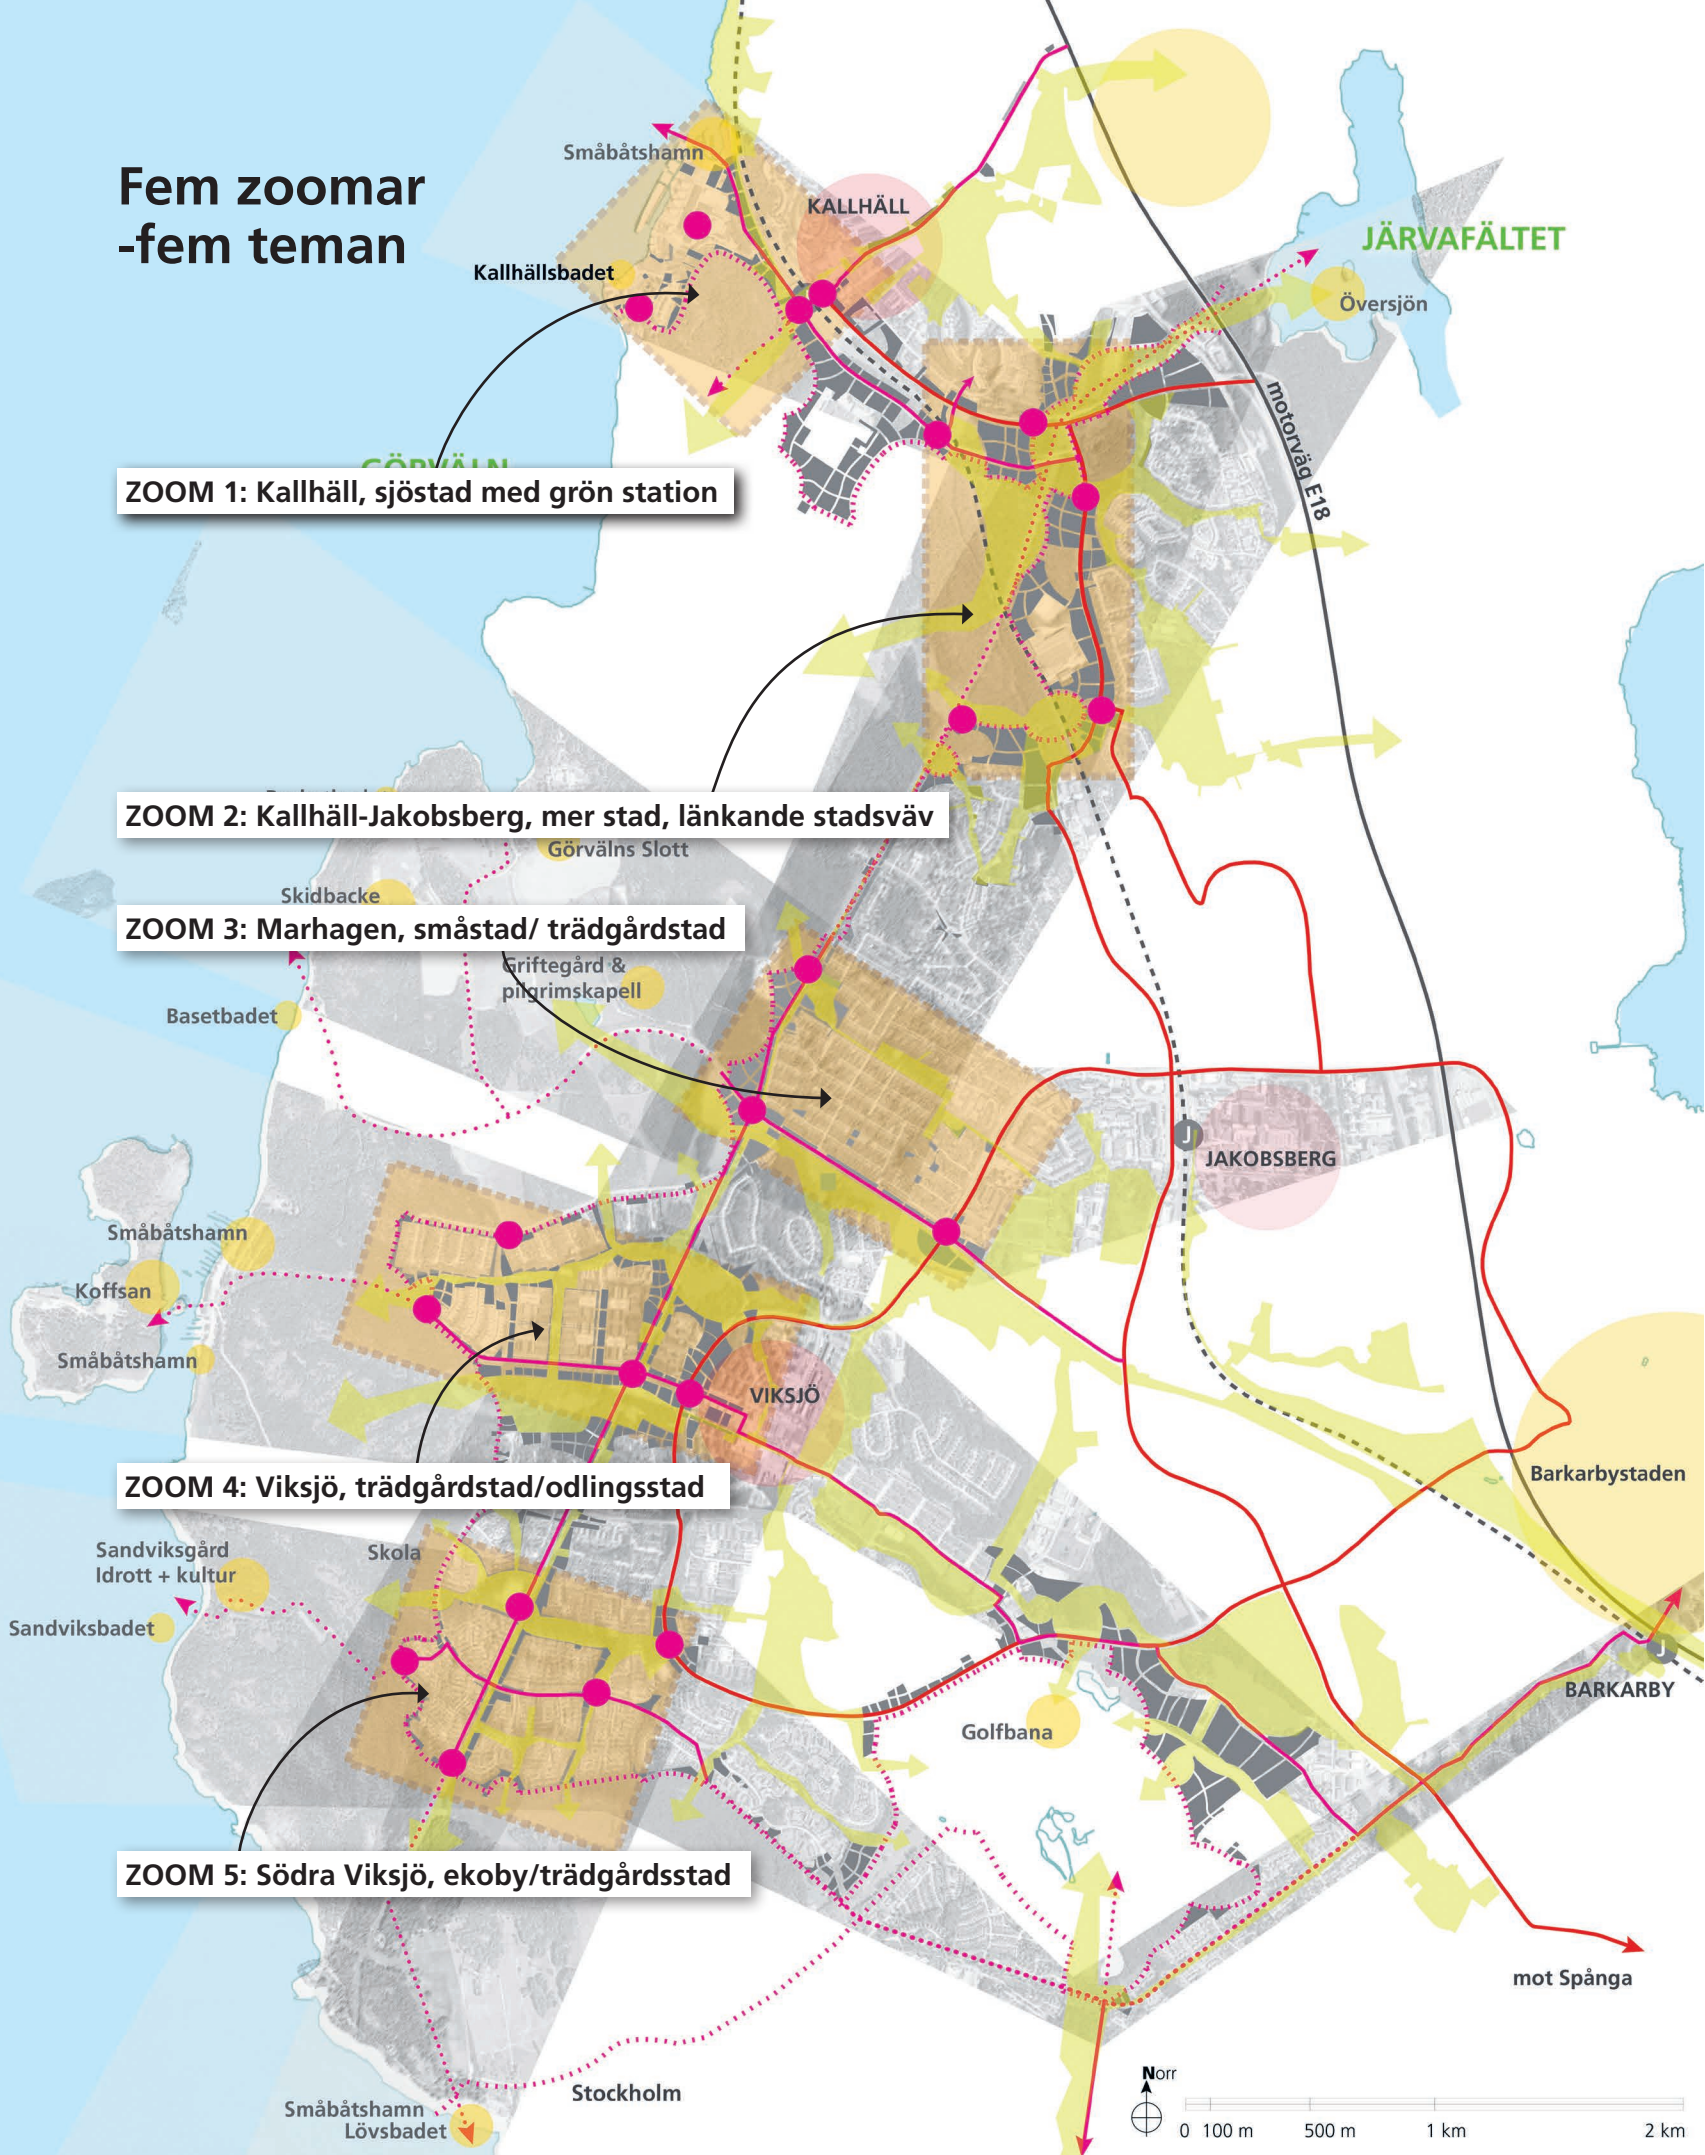 Fem zoomar
-fem teman
Småbåtshamn
KALLHÄLL
JÄRVAFÄLTET
Kallhällsbadet
Översjön
motorväg E18
GÖRVÄLN
ZOOM 1: Kallhäll, sjöstad med grön station
ZOOM 2: Kallhäll-Jakobsberg, mer stad, länkande stadsväv
Görvälns Slott
Skidbacke
ZOOM 3: Marhagen, småstad/ trädgårdstad
Griftegård &
pilgrimskapell
Basetbadet
J
JAKOBSBERG
Småbåtshamn
Koffsan
Småbåtshamn
VIKSJÖ
Barkarbystaden
ZOOM 4: Viksjö, trädgårdstad/odlingsstad
Sandviksgård
Idrott + kultur
Skola
Sandviksbadet
J
BARKARBY
Golfbana
ZOOM 5: Södra Viksjö, ekoby/trädgårdsstad
mot Spånga
Stockholm
Småbåtshamn
Lövsbadet
Norr
0 100 m 500 m 1 km 2 km